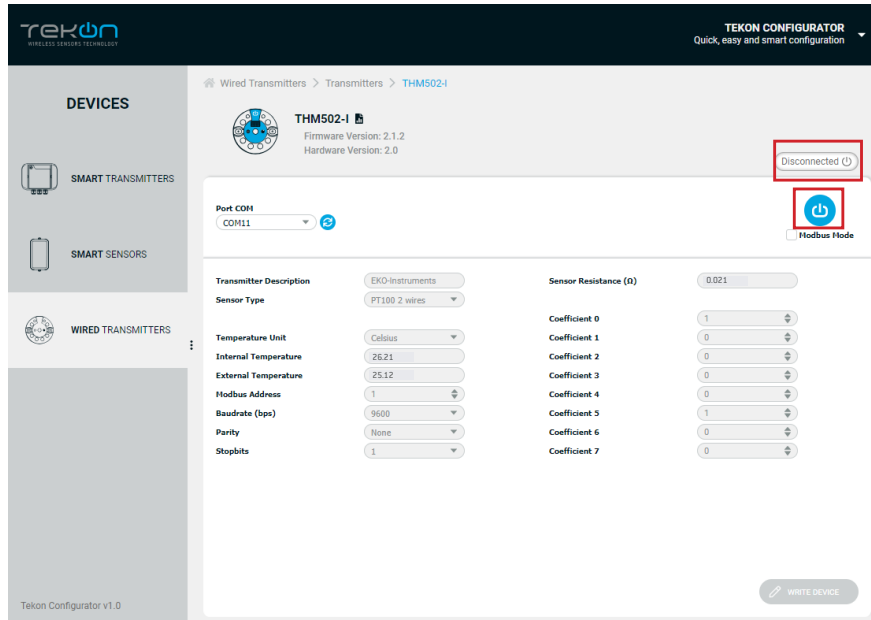 TEKON
WIRELESS SENSORS TECHNOLOGY
TEKON CONFIGURATOR
Quick, easy and smart configuration
DEVICES
SMART TRANSMITTERS
SMART SENSORS
WIRED TRANSMITTERS
Tekon Configurator v1.0
Wired Transmitters > Transmitters > THM502-I
THM502-I
Firmware Version: 2.1.2
Hardware Version: 2.0
Disconnected
Port COM
COM11
Modbus Mode
Transmitter Description EKO-Instruments
Sensor Type PT100 2 wires
Temperature Unit Celsius
Internal Temperature 26.21
External Temperature 25.12
Modbus Address 1
Baudrate (bps) 9600
Parity None
Stopbits 1
Sensor Resistance (Ω) 0.021
Coefficient 0 1
Coefficient 1 0
Coefficient 2 0
Coefficient 3 0
Coefficient 4 0
Coefficient 5 1
Coefficient 6 0
Coefficient 7 0
WRITE DEVICE